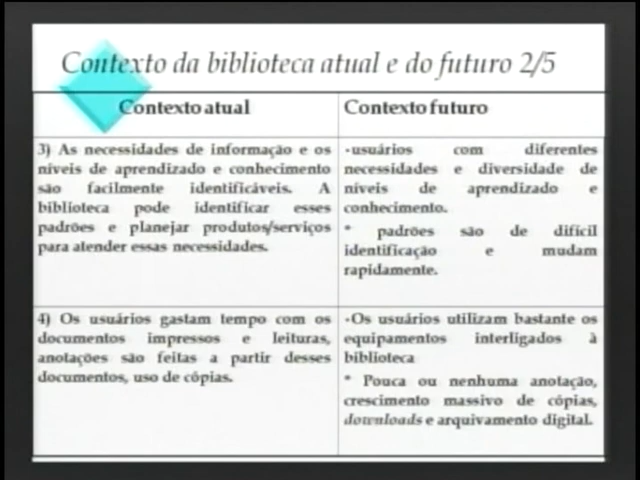 Contexto da biblioteca atual e do futuro 2/5
Contexto atual
Contexto futuro
3) As necessidades de informação e os
níveis de aprendizado e conhecimento
são facilmente identificáveis. A
biblioteca pode identificar esses
padrões e planejar produtos/serviços
para atender essas necessidades.
-usuários com diferentes
necessidades e diversidade de
níveis de aprendizado e
conhecimento.
* padrões são de difícil
identificação e mudam
rapidamente.
4) Os usuários gastam tempo com os
documentos impressos e leituras,
anotações são feitas a partir desses
documentos, uso de cópias.
-Os usuários utilizam bastante os
equipamentos interligados à
biblioteca
* Pouca ou nenhuma anotação,
crescimento massivo de cópias,
downloads e arquivamento digital.